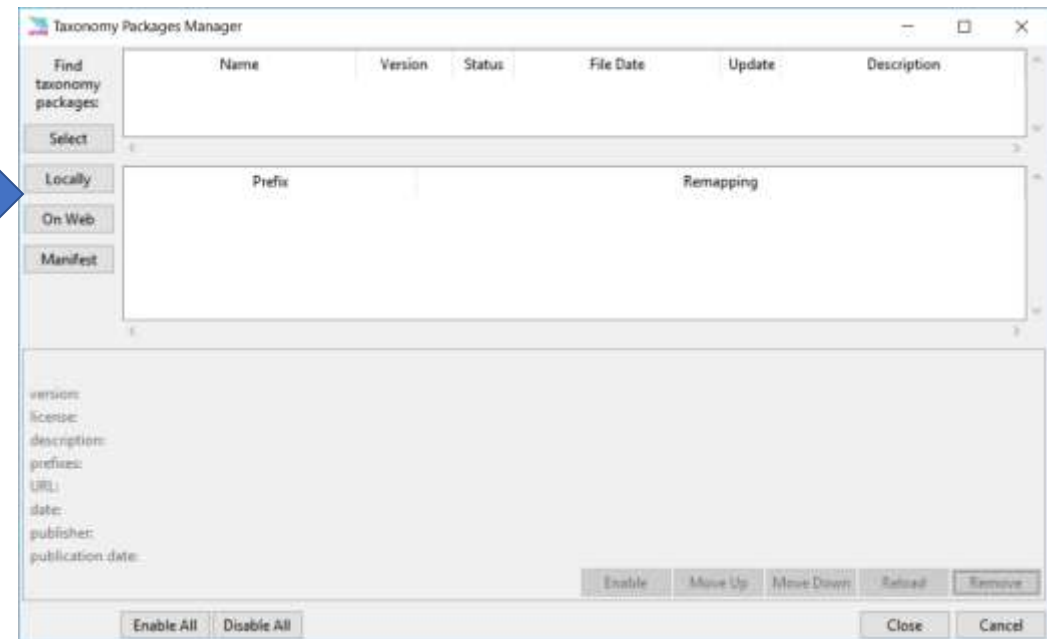 Taxonomy Packages Manager
Find taxonomy packages:
Name Version Status File Date Update Description
Select
Locally
On Web
Manifest
Prefix Remapping
version:
license:
description:
prefixes:
URL:
date:
publisher:
publication date:
Enable Move Up Move Down Reload Remove
Enable All Disable All Close Cancel